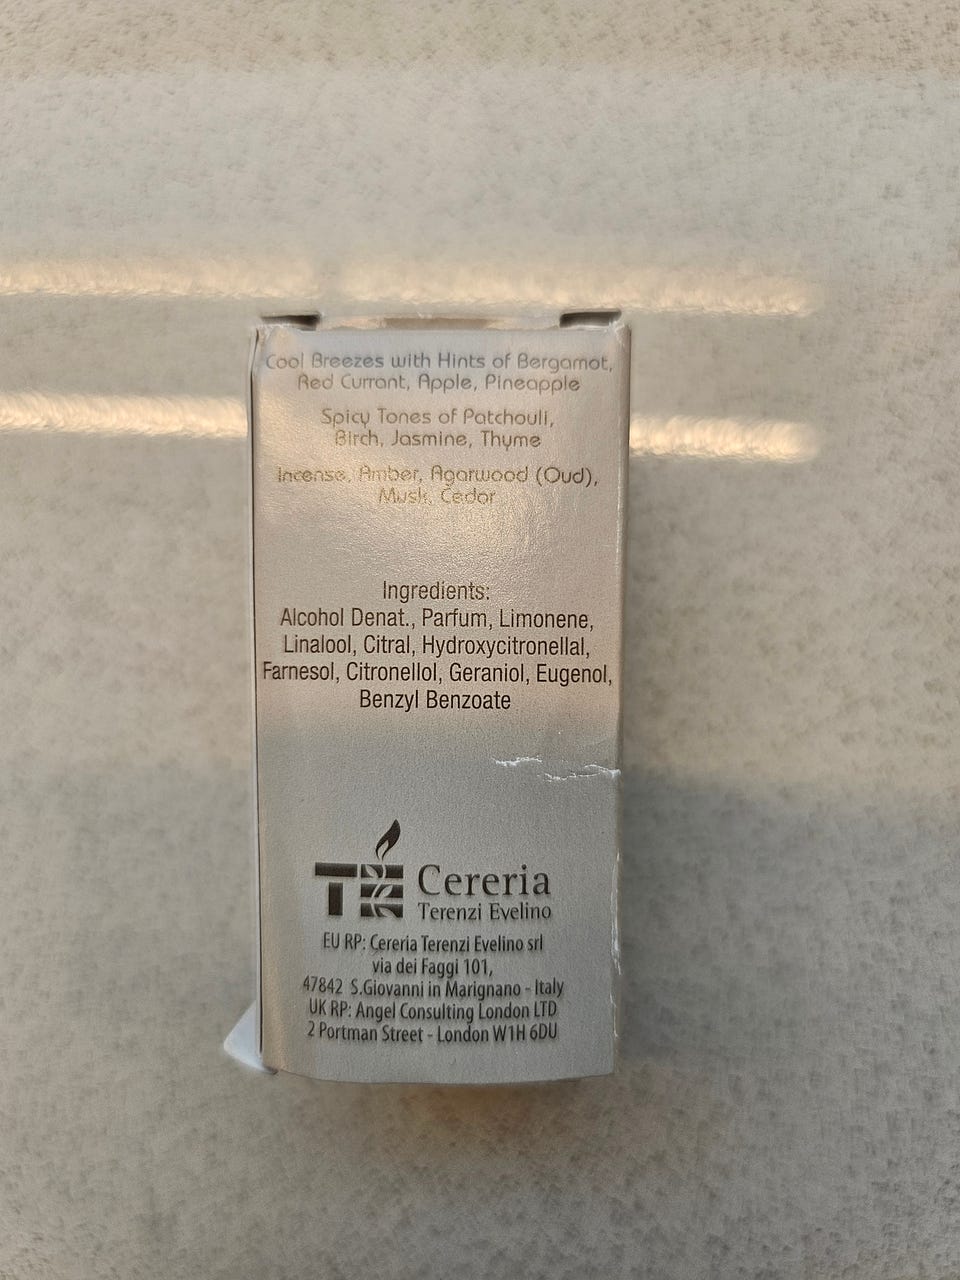 Cool Breezes with Hints of Bergamot,
Red Currant, Apple, Pineapple
Spicy Tones of Patchouli,
Birch, Jasmine, Thyme
Incense, Amber, Agarwood (Oud),
Musk, Cedar
Ingredients:
Alcohol Denat., Parfum, Limonene,
Linalool, Citral, Hydroxycitronellal,
Farnesol, Citronellol, Geraniol, Eugenol,
Benzyl Benzoate
TE Cereria
Terenzi Evelino
EU RP: Cereria Terenzi Evelino srl
via dei Faggi 101,
47842 S.Giovanni in Marignano - Italy
UK RP: Angel Consulting London LTD
2 Portman Street - London W1H 6DU